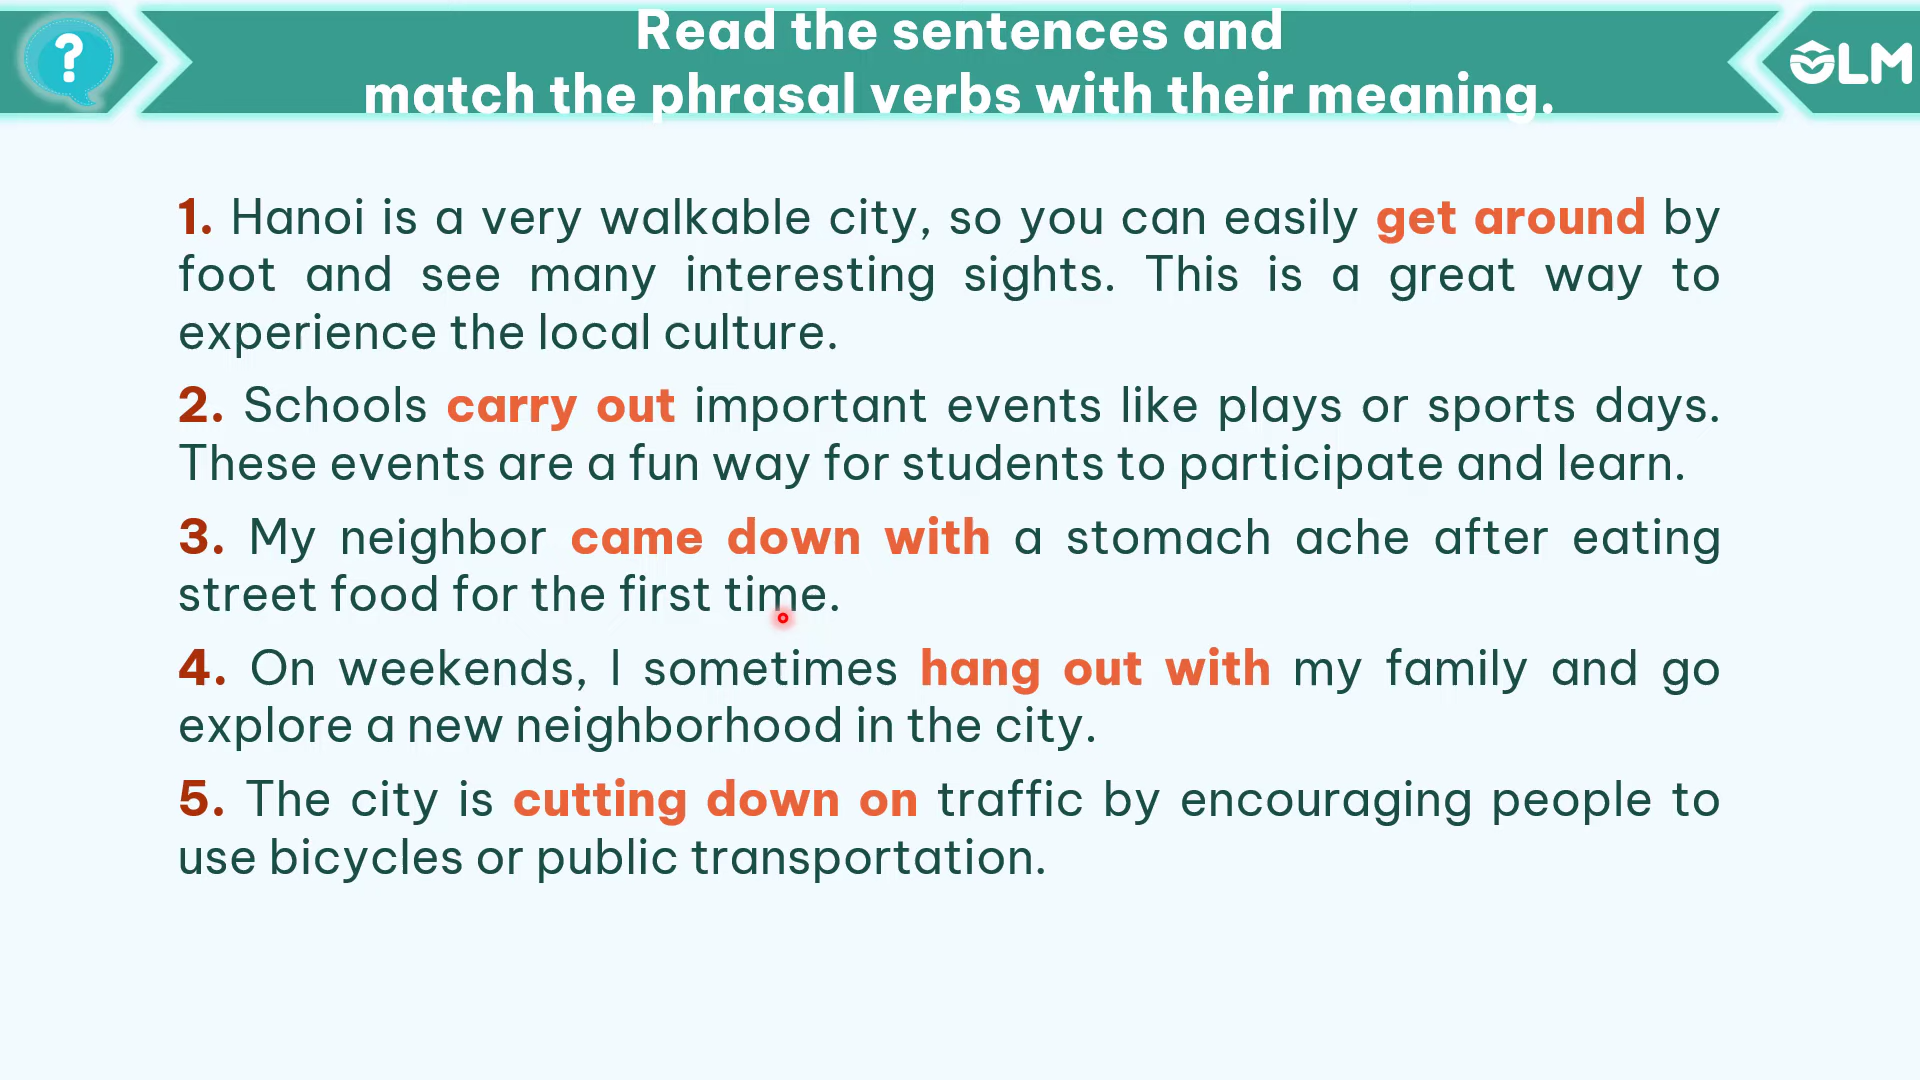 ?
Read the sentences and
match the phrasal verbs with their meaning.
OLM
1. Hanoi is a very walkable city, so you can easily get around by
foot and see many interesting sights. This is a great way to
experience the local culture.
2. Schools carry out important events like plays or sports days.
These events are a fun way for students to participate and learn.
3. My neighbor came down with a stomach ache after eating
street food for the first time.
4. On weekends, I sometimes hang out with my family and go
explore a new neighborhood in the city.
5. The city is cutting down on traffic by encouraging people to
use bicycles or public transportation.